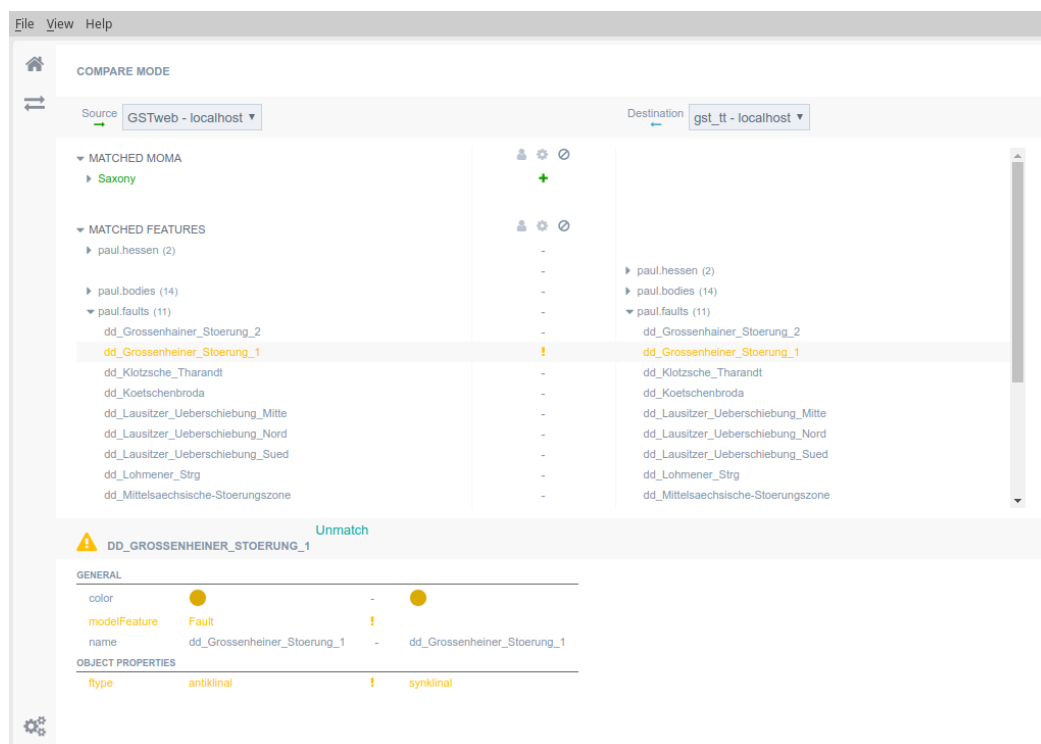 File View Help
COMPARE MODE
Source GSTweb - localhost Destination gst_tt - localhost
MATCHED MOMA
Saxony +
MATCHED FEATURES
paul.hessen (2) -
- paul.hessen (2)
paul.bodies (14) - paul.bodies (14)
paul.faults (11) - paul.faults (11)
dd_Grossenhainer_Stoerung_2 - dd_Grossenhainer_Stoerung_2
dd_Grossenheiner_Stoerung_1 ! dd_Grossenheiner_Stoerung_1
dd_Klotzsche_Tharandt - dd_Klotzsche_Tharandt
dd_Koetschenbroda - dd_Koetschenbroda
dd_Lausitzer_Ueberschiebung_Mitte - dd_Lausitzer_Ueberschiebung_Mitte
dd_Lausitzer_Ueberschiebung_Nord - dd_Lausitzer_Ueberschiebung_Nord
dd_Lausitzer_Ueberschiebung_Sued - dd_Lausitzer_Ueberschiebung_Sued
dd_Lohmener_Strg - dd_Lohmener_Strg
dd_Mittelsaechsische-Stoerungszone - dd_Mittelsaechsische-Stoerungszone
Unmatch
DD_GROSSENHEINER_STOERUNG_1
GENERAL
color -
modelFeature Fault !
name dd_Grossenheiner_Stoerung_1 - dd_Grossenheiner_Stoerung_1
OBJECT PROPERTIES
ftype antiklinal ! synklinal